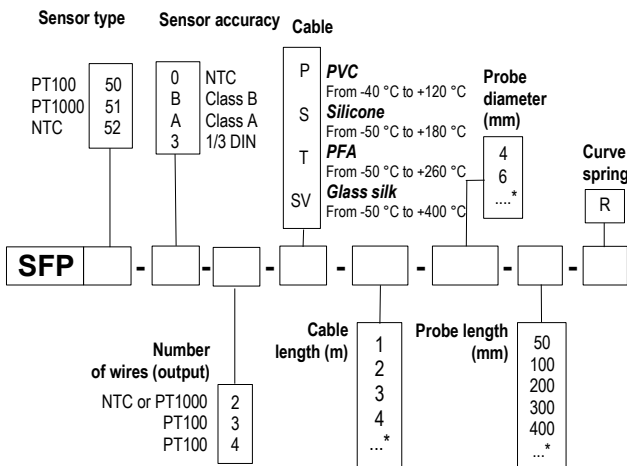 Sensor type
Sensor accuracy
Cable
PT100 50
PT1000 51
NTC 52
0 NTC
B Class B
A Class A
3 1/3 DIN
P PVC
From -40 °C to +120 °C
S Silicone
From -50 °C to +180 °C
T PFA
From -50 °C to +260 °C
SV Glass silk
From -50 °C to +400 °C
Probe
diameter
(mm)
4
6
....*
Curve
spring
R
SFP - - - - - - -
Number
of wires (output)
NTC or PT1000 2
PT100 3
PT100 4
Cable
length (m)
1
2
3
4
...*
Probe length
(mm)
50
100
200
300
400
...*